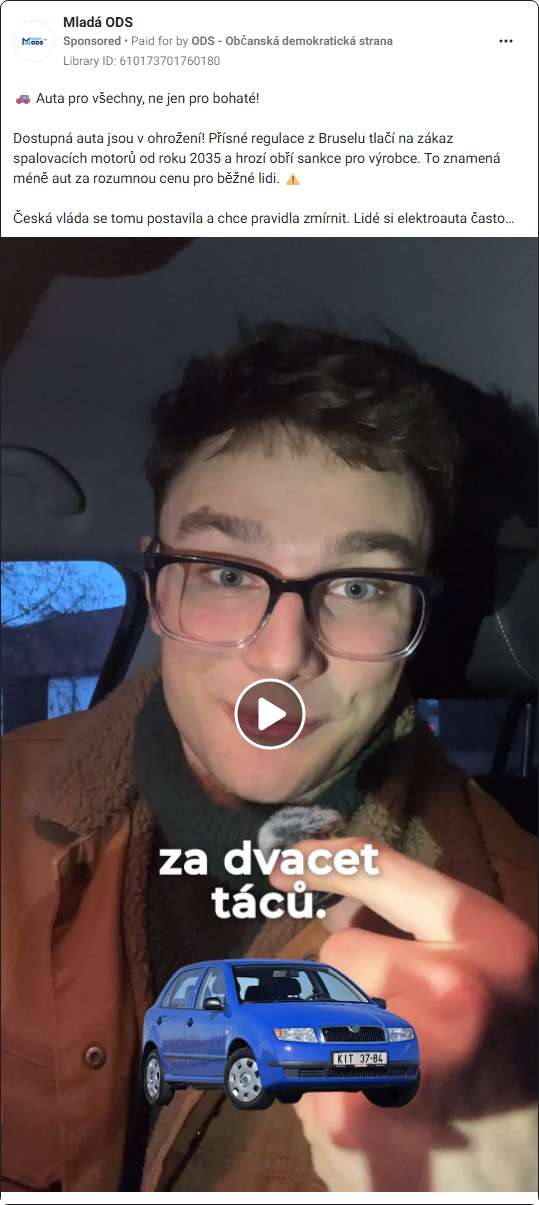 Mladá ODS
Sponsored • Paid for by ODS - Občanská demokratická strana
Library ID: 610173701760180
🚗 Auta pro všechny, ne jen pro bohaté!
Dostupná auta jsou v ohrožení! Přísné regulace z Bruselu tlačí na zákaz
spalovacích motorů od roku 2035 a hrozí obří sankce pro výrobce. To znamená
méně aut za rozumnou cenu pro běžné lidi. ⚠️
Česká vláda se tomu postavila a chce pravidla zmírnit. Lidé si elektroauta často...
za dvacet
táců.
KIT 37-84